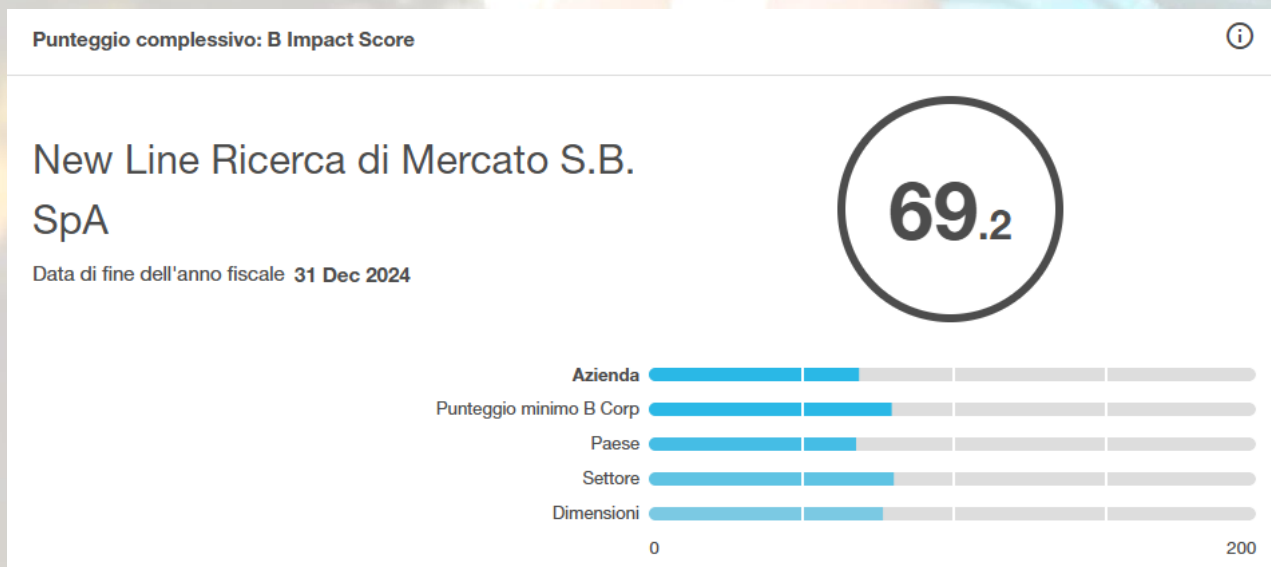 Punteggio complessivo: B Impact Score
New Line Ricerca di Mercato S.B.
SpA
Data di fine dell'anno fiscale 31 Dec 2024
69.2
Azienda
Punteggio minimo B Corp
Paese
Settore
Dimensioni
0 200